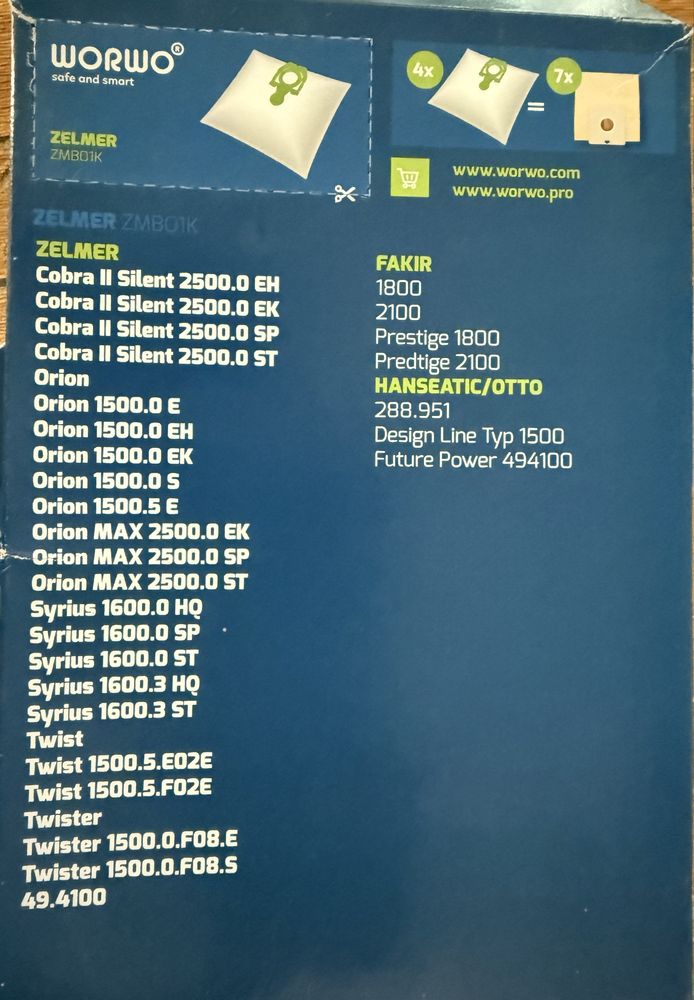 WORWO®
safe and smart
ZELMER
ZMB01K
4x
=
7x
www.worwo.com
www.worwo.pro
ZELMER ZMB01K
ZELMER
Cobra II Silent 2500.0 EH
Cobra II Silent 2500.0 EK
Cobra II Silent 2500.0 SP
Cobra II Silent 2500.0 ST
Orion
Orion 1500.0 E
Orion 1500.0 EH
Orion 1500.0 EK
Orion 1500.0 S
Orion 1500.5 E
Orion MAX 2500.0 EK
Orion MAX 2500.0 SP
Orion MAX 2500.0 ST
Syrius 1600.0 HQ
Syrius 1600.0 SP
Syrius 1600.0 ST
Syrius 1600.3 HQ
Syrius 1600.3 ST
Twist
Twist 1500.5.E02E
Twist 1500.5.F02E
Twister
Twister 1500.0.F08.E
Twister 1500.0.F08.S
49.4100
FAKIR
1800
2100
Prestige 1800
Predtige 2100
HANSEATIC/OTTO
288.951
Design Line Typ 1500
Future Power 494100